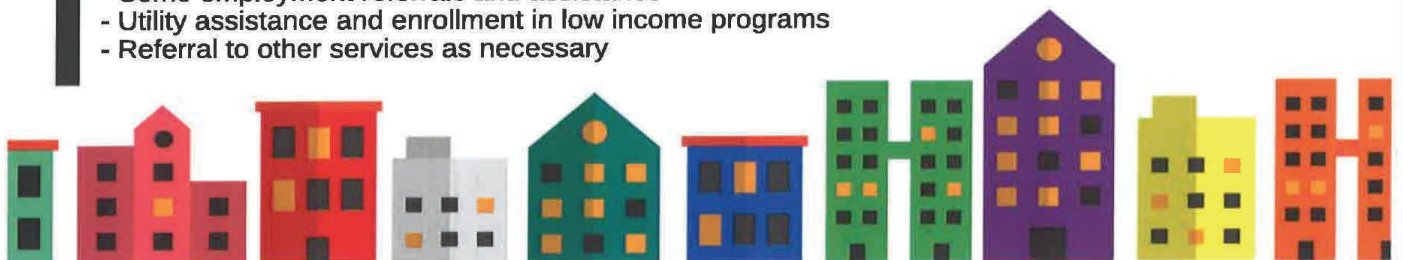 - Utility assistance and enrollment in low income programs
- Referral to other services as necessary